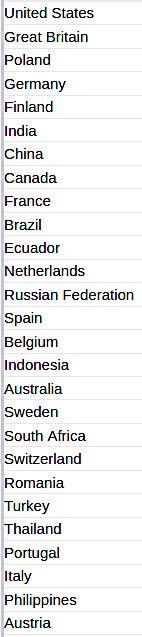 United States
Great Britain
Poland
Germany
Finland
India
China
Canada
France
Brazil
Ecuador
Netherlands
Russian Federation
Spain
Belgium
Indonesia
Australia
Sweden
South Africa
Switzerland
Romania
Turkey
Thailand
Portugal
Italy
Philippines
Austria